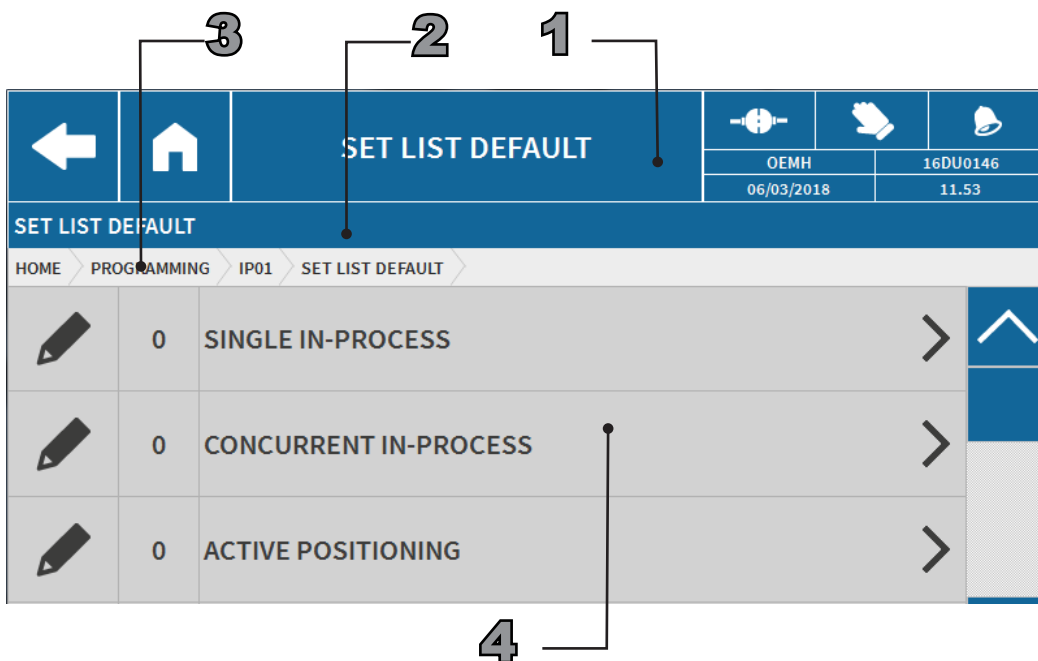 3 2 1
SET LIST DEFAULT
OEMH 16DU0146
06/03/2018 11.53
SET LIST DEFAULT
HOME PROGRAMMING IP01 SET LIST DEFAULT
0 SINGLE IN-PROCESS
0 CONCURRENT IN-PROCESS
0 ACTIVE POSITIONING
4